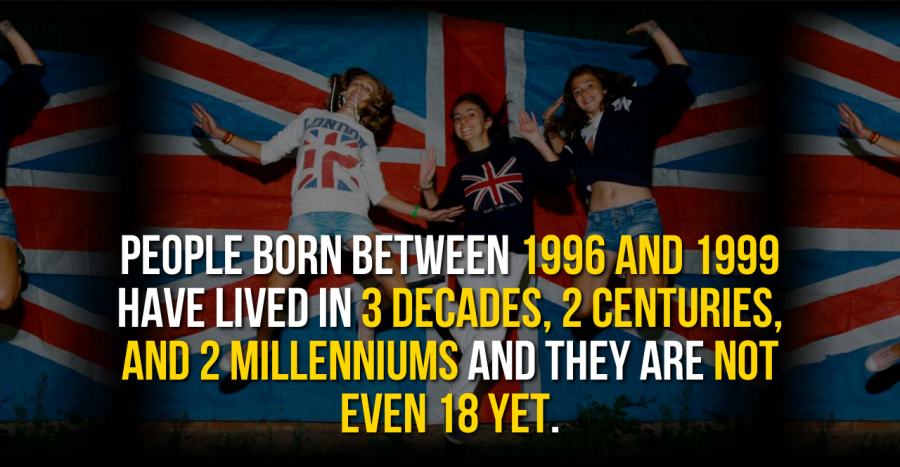 LONDON
PEOPLE BORN BETWEEN 1996 AND 1999
HAVE LIVED IN 3 DECADES, 2 CENTURIES,
AND 2 MILLENNIUMS AND THEY ARE NOT
EVEN 18 YET.